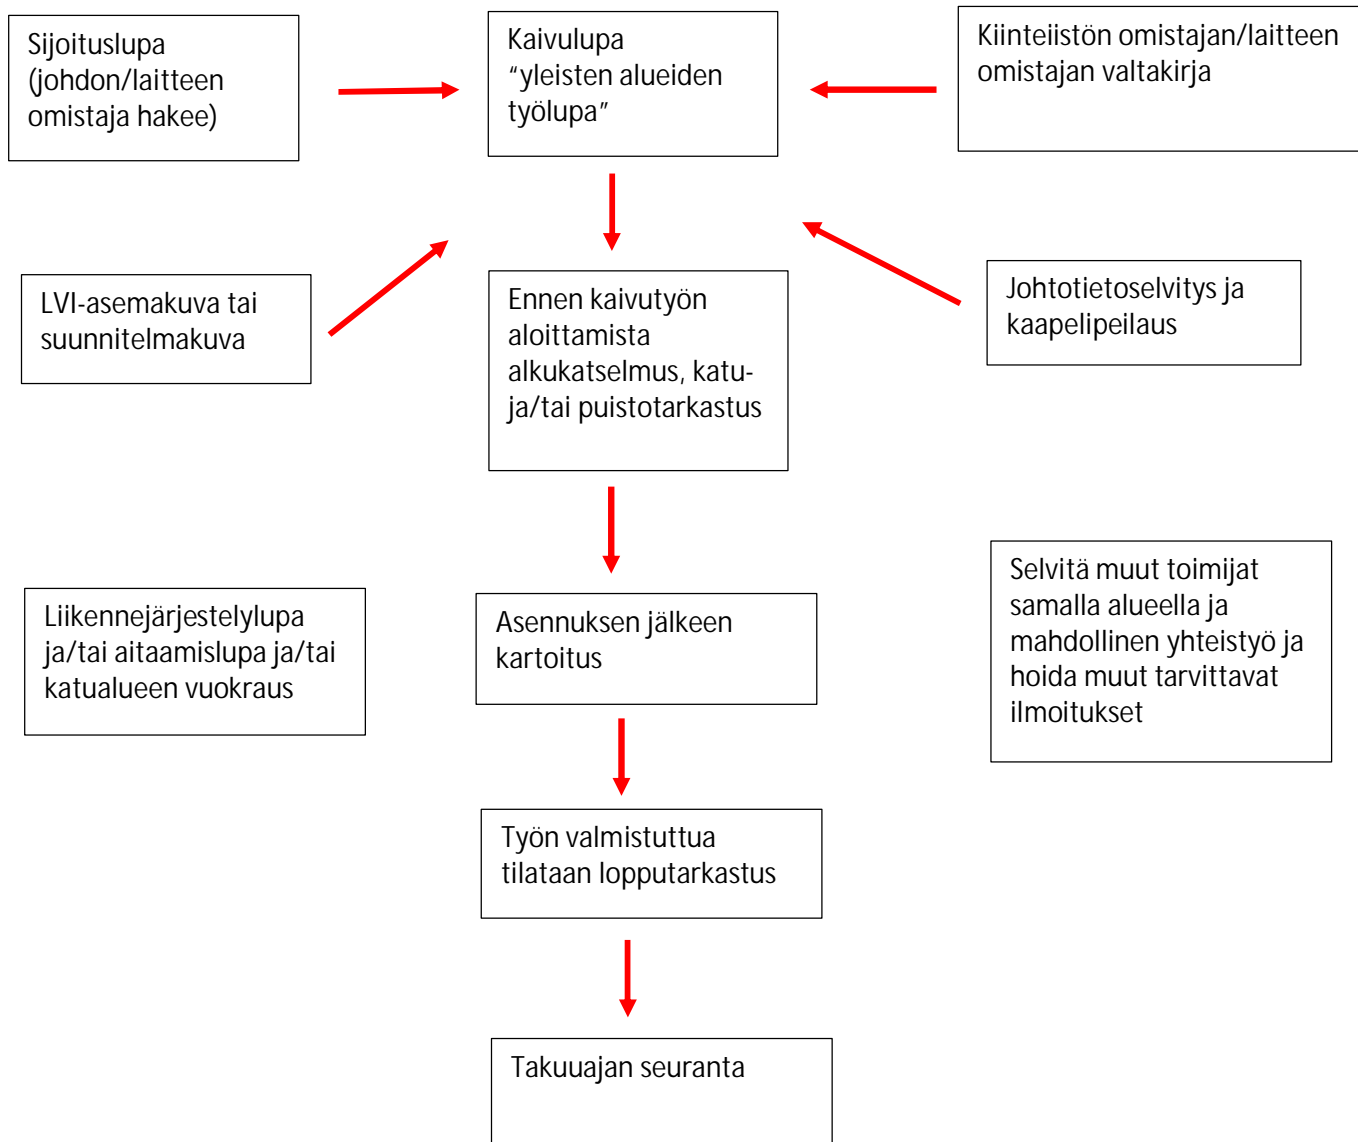 Sijoituslupa
(johdon/laitteen
omistaja hakee)
Kaivulupa
“yleisten alueiden
työlupa”
Kiinteiistön omistajan/laitteen
omistajan valtakirja
LVI-asemakuva tai
suunnitelmakuva
Ennen kaivutyön
aloittamista
alkukatselmus, katu-
ja/tai puistotarkastus
Johtotietoselvitys ja
kaapelipeilaus
Liikennejärjestelylupa
ja/tai aitaamislupa ja/tai
katualueen vuokraus
Asennuksen jälkeen
kartoitus
Selvitä muut toimijat
samalla alueella ja
mahdollinen yhteistyö ja
hoida muut tarvittavat
ilmoitukset
Työn valmistuttua
tilataan lopputarkastus
Takuuajan seuranta